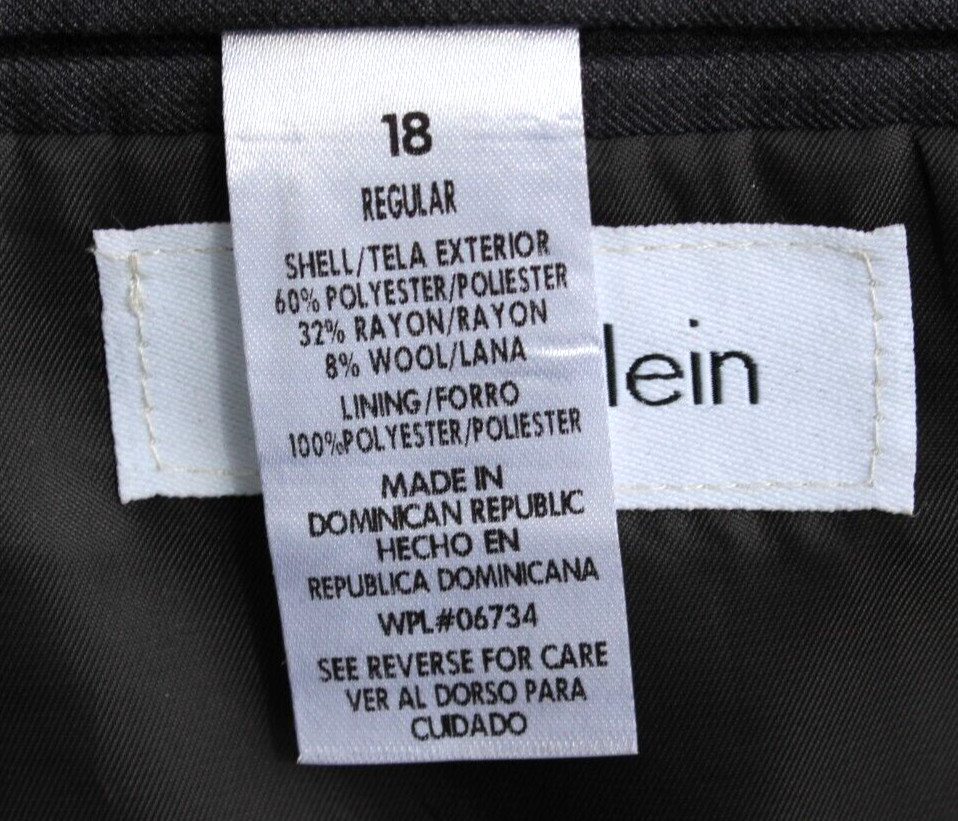 18
REGULAR
SHELL/TELA EXTERIOR
60% POLYESTER/POLIESTER
32% RAYON/RAYON
8% WOOL/LANA
LINING/FORRO
100%POLYESTER/POLIESTER
MADE IN
DOMINICAN REPUBLIC
HECHO EN
REPUBLICA DOMINICANA
WPL#06734
SEE REVERSE FOR CARE
VER AL DORSO PARA
CUIDADO
lein